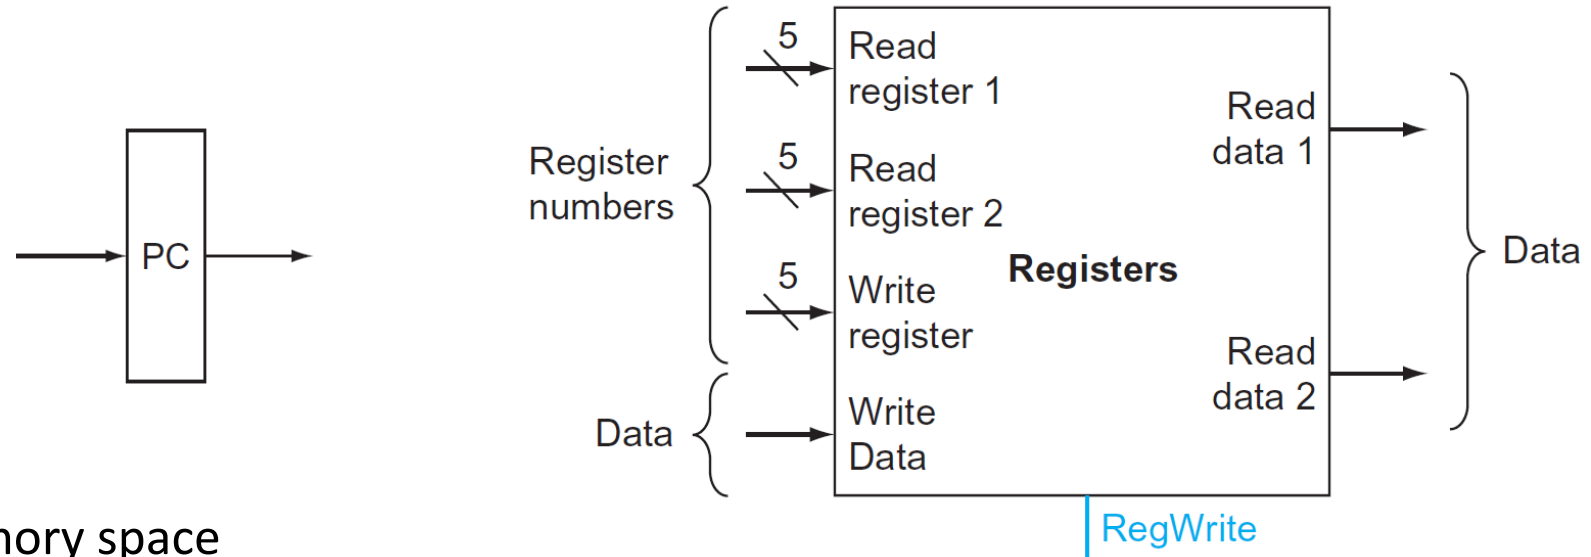 PC
Register
numbers
Data
5
Read
register 1
5
Read
register 2
5
Write
register
Write
Data
Registers
Read
data 1
Read
data 2
Data
RegWrite
memory space